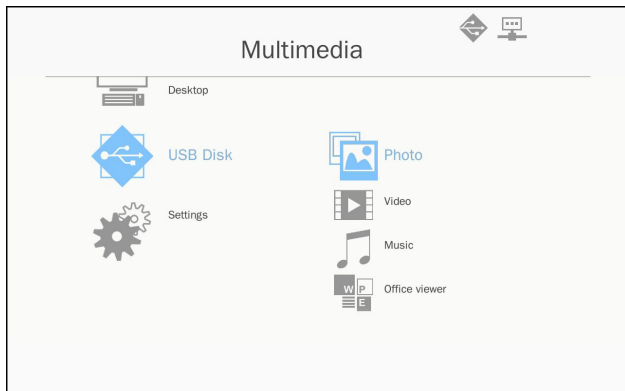 Multimedia
Desktop
USB Disk
Photo
Video
Settings
Music
W P
E
Office viewer